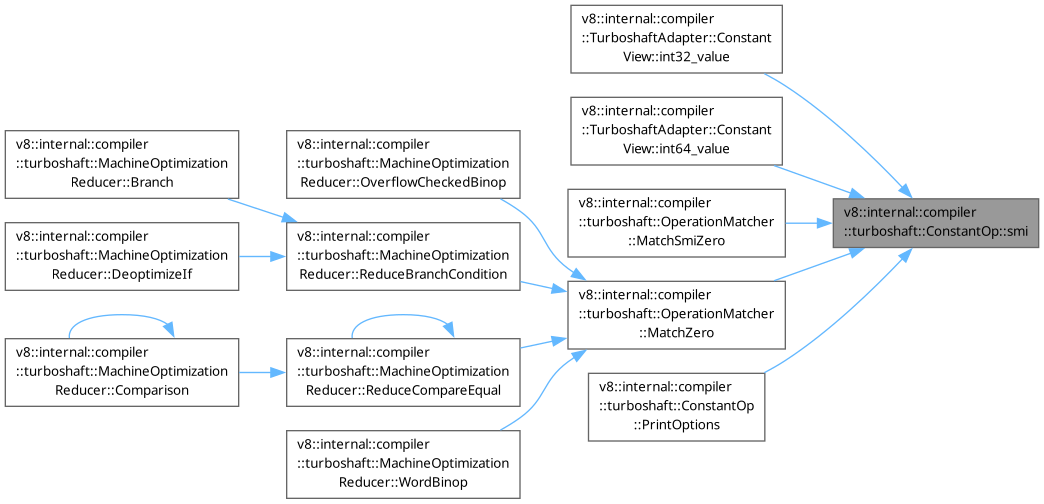 v8::internal::compiler
::TurboshaftAdapter::Constant
View::int32_value
v8::internal::compiler
::TurboshaftAdapter::Constant
View::int64_value
v8::internal::compiler
::turboshaft::MachineOptimization
Reducer::Branch
v8::internal::compiler
::turboshaft::MachineOptimization
Reducer::OverflowCheckedBinop
v8::internal::compiler
::turboshaft::OperationMatcher
::MatchSmiZero
v8::internal::compiler
::turboshaft::ConstantOp::smi
v8::internal::compiler
::turboshaft::MachineOptimization
Reducer::DeoptimizeIf
v8::internal::compiler
::turboshaft::MachineOptimization
Reducer::ReduceBranchCondition
v8::internal::compiler
::turboshaft::OperationMatcher
::MatchZero
v8::internal::compiler
::turboshaft::MachineOptimization
Reducer::Comparison
v8::internal::compiler
::turboshaft::MachineOptimization
Reducer::ReduceCompareEqual
v8::internal::compiler
::turboshaft::ConstantOp
::PrintOptions
v8::internal::compiler
::turboshaft::MachineOptimization
Reducer::WordBinop